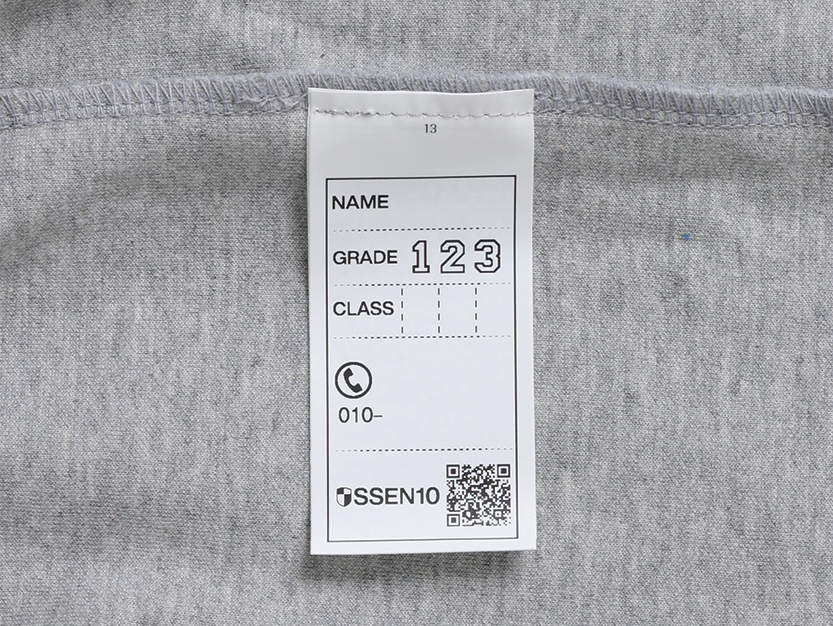 13
NAME
GRADE 1 2 3
CLASS
010-
SSEN10